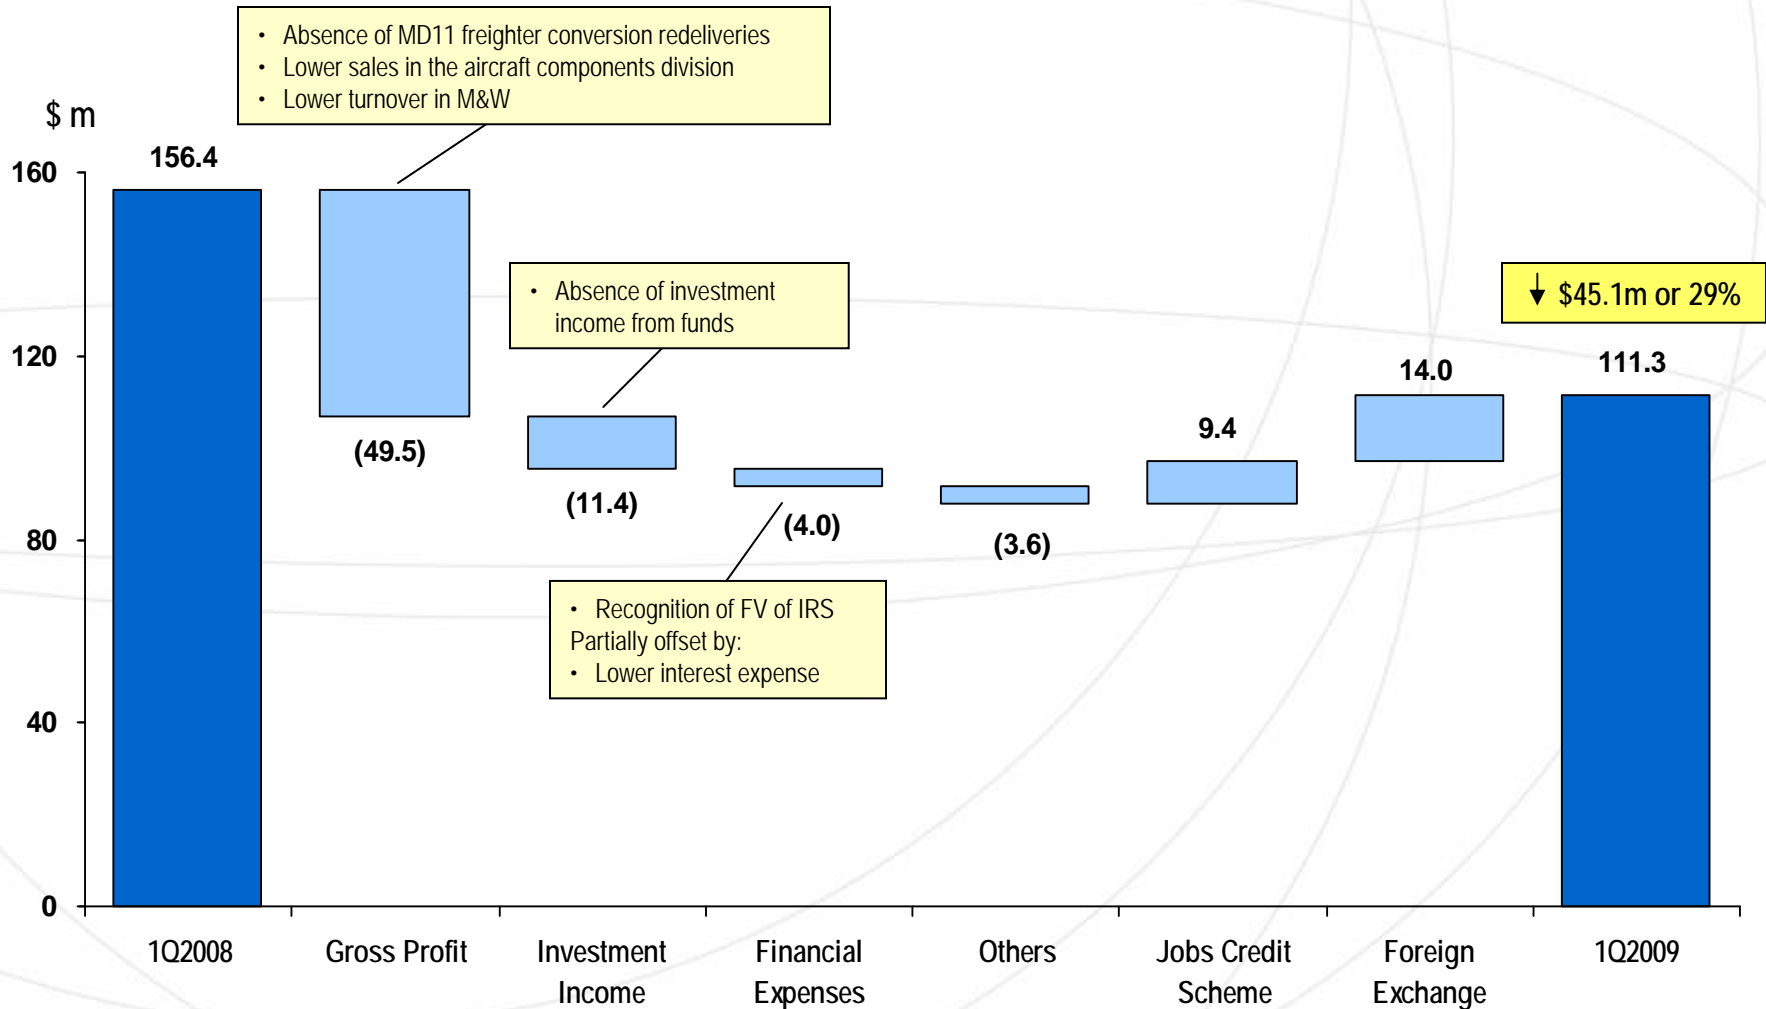 • Absence of MD11 freighter conversion redeliveries
• Lower sales in the aircraft components division
• Lower turnover in M&W
$ m
160
120
80
40
0
156.4
(49.5)
• Absence of investment
income from funds
(11.4)
(4.0)
• Recognition of FV of IRS
Partially offset by:
• Lower interest expense
(3.6)
9.4
14.0
↓ $45.1m or 29%
111.3
1Q2008
Gross Profit
Investment
Income
Financial
Expenses
Others
Jobs Credit
Scheme
Foreign
Exchange
1Q2009